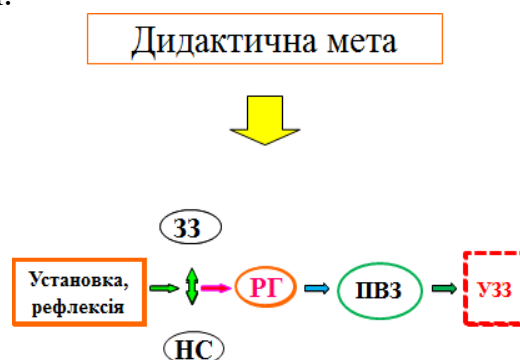 Дидактична мета
ЗЗ
Установка,
рефлексія
РГ
ПВЗ
УЗЗ
НС